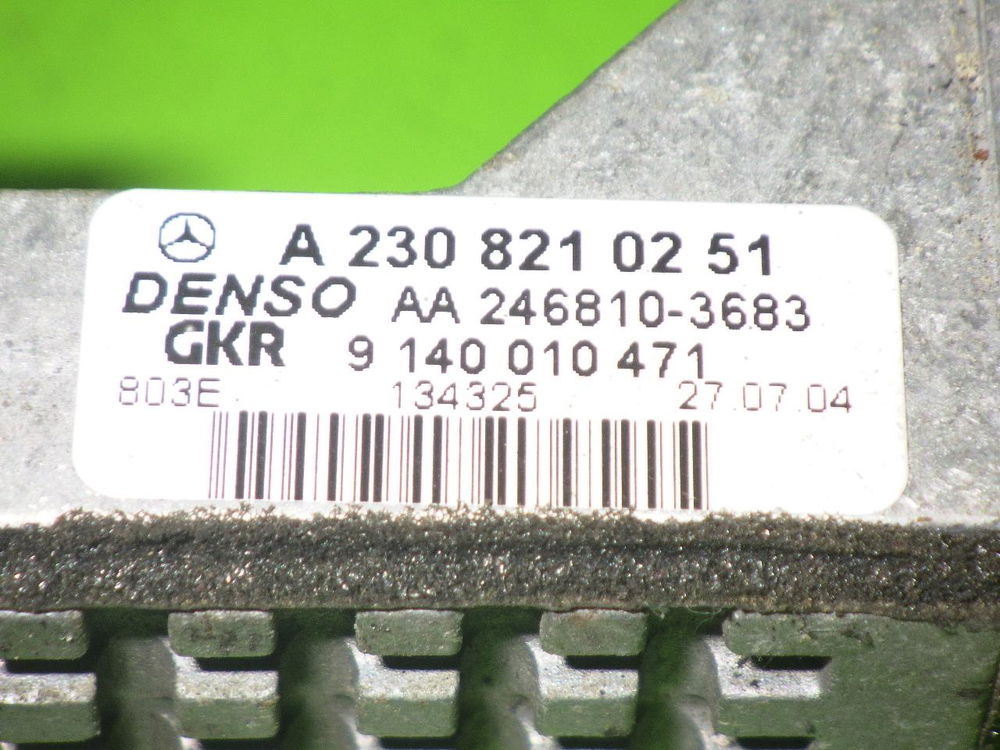 A 230 821 02 51
DENSO AA 246810-3683
GKR 9 140 010 471
803E 134325 27.07.04